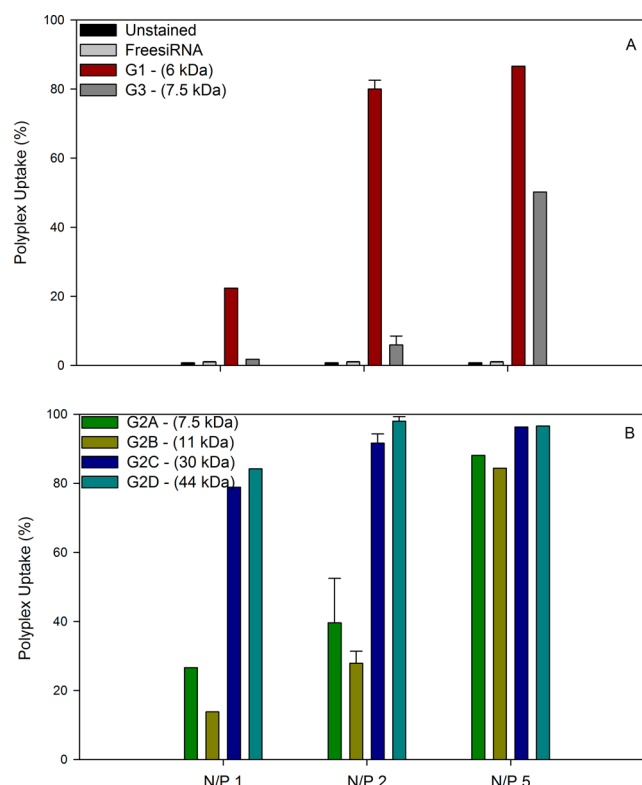 100
80
60
40
20
0
Polyplex Uptake (%)
Unstained
FreesiRNA
G1 - (6 kDa)
G3 - (7.5 kDa)
A
100
80
60
40
20
0
Polyplex Uptake (%)
G2A - (7.5 kDa)
G2B - (11 kDa)
G2C - (30 kDa)
G2D - (44 kDa)
B
N/P 1 N/P 2 N/P 5